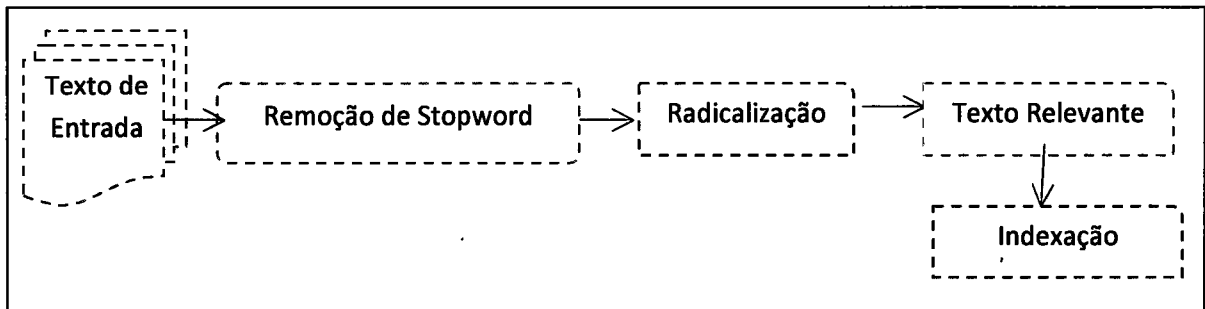 Texto de
Entrada
Remoção de Stopword
Radicalização
Texto Relevante
Indexação